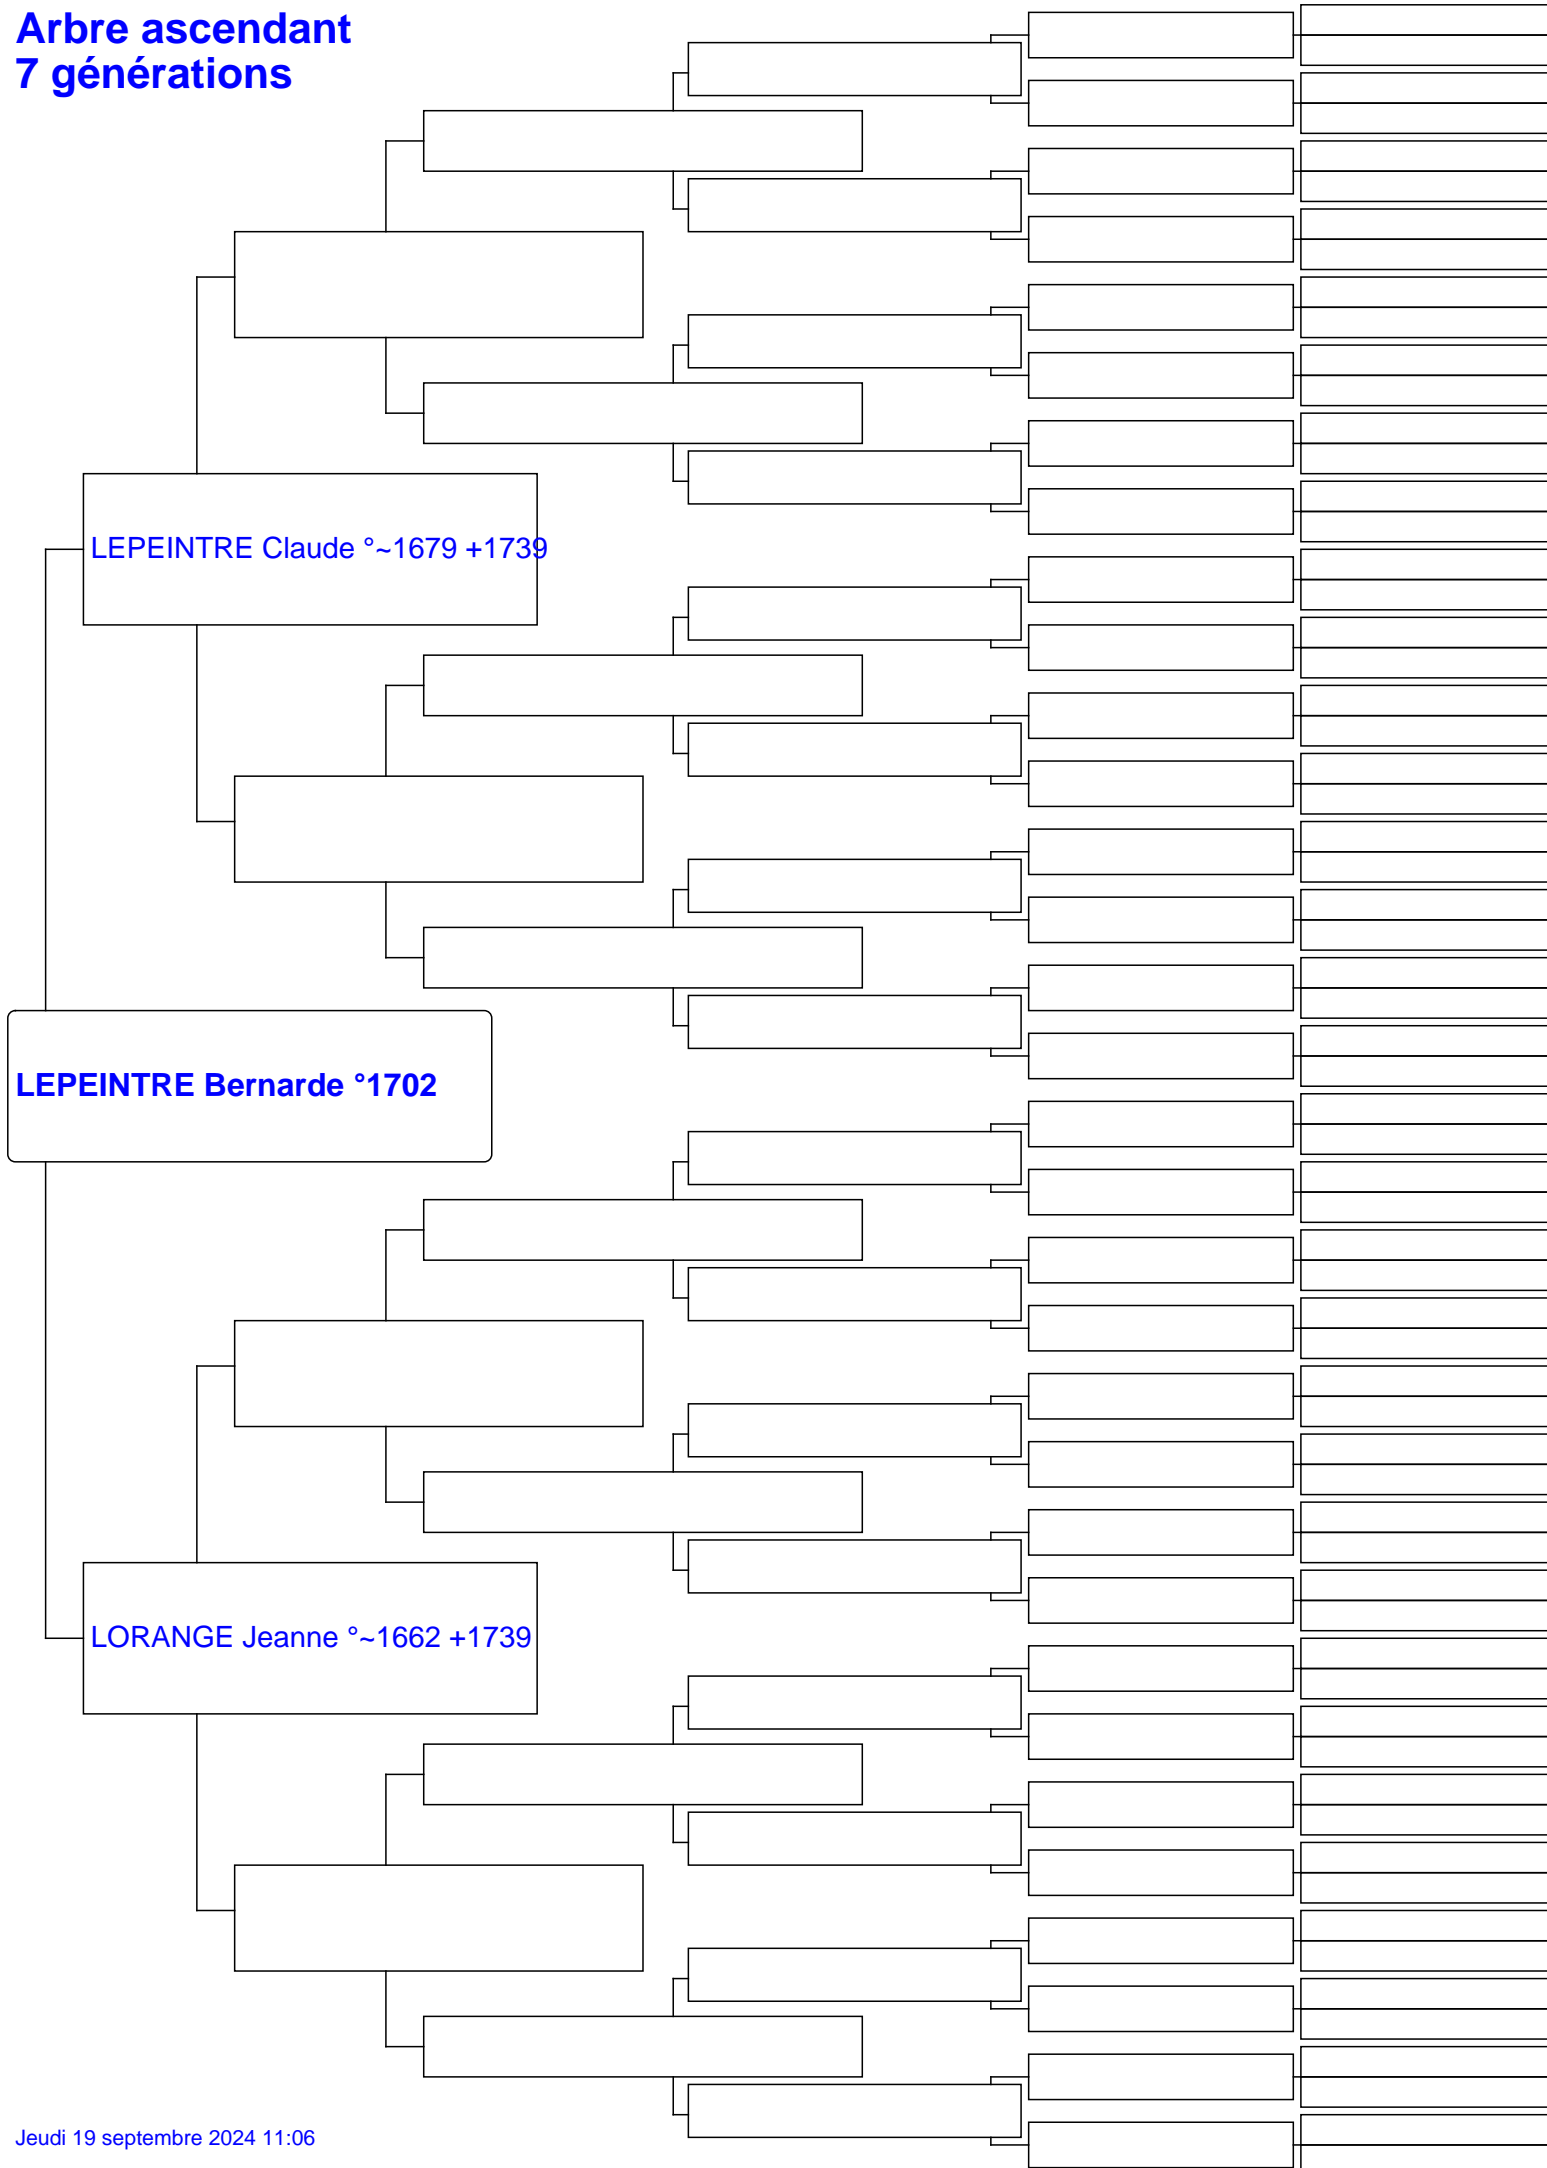 Arbre ascendant
7 générations
LEPEINTRE Claude °~1679 +1739
LEPEINTRE Bernarde °1702
LORANGE Jeanne °~1662 +1739
Jeudi 19 septembre 2024 11:06